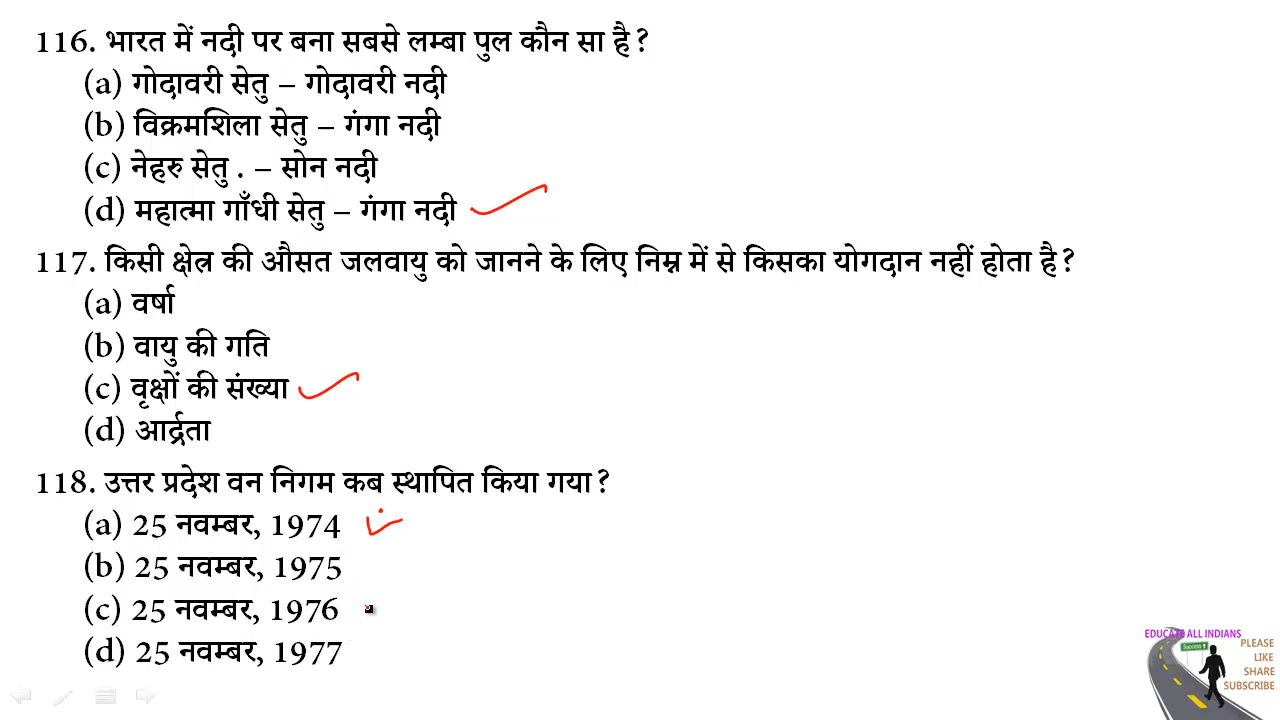 116. भारत में नदी पर बना सबसे लम्बा पुल कौन सा है?
(a) गोदावरी सेतु – गोदावरी नदी
(b) विक्रमशिला सेतु – गंगा नदी
(c) नेहरु सेतु . – सोन नदी
(d) महात्मा गाँधी सेतु – गंगा नदी
117. किसी क्षेत्र की औसत जलवायु को जानने के लिए निम्न में से किसका योगदान नहीं होता है?
(a) वर्षा
(b) वायु की गति
(c) वृक्षों की संख्या
(d) आर्द्रता
118. उत्तर प्रदेश वन निगम कब स्थापित किया गया?
(a) 25 नवम्बर, 1974
(b) 25 नवम्बर, 1975
(c) 25 नवम्बर, 1976
(d) 25 नवम्बर, 1977
EDUCATE ALL INDIANS
Success
PLEASE
LIKE
SHARE
SUBSCRIBE